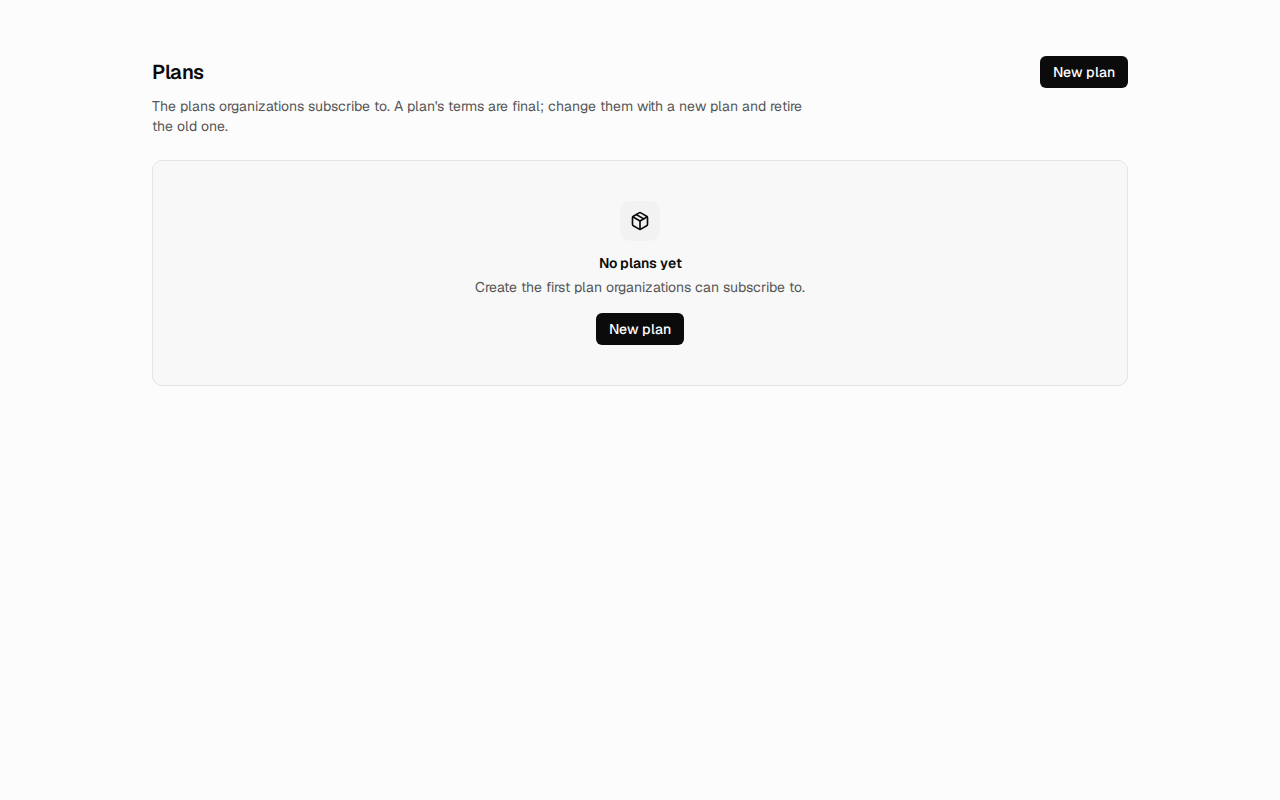 Plans
New plan
The plans organizations subscribe to. A plan's terms are final; change them with a new plan and retire
the old one.
No plans yet
Create the first plan organizations can subscribe to.
New plan